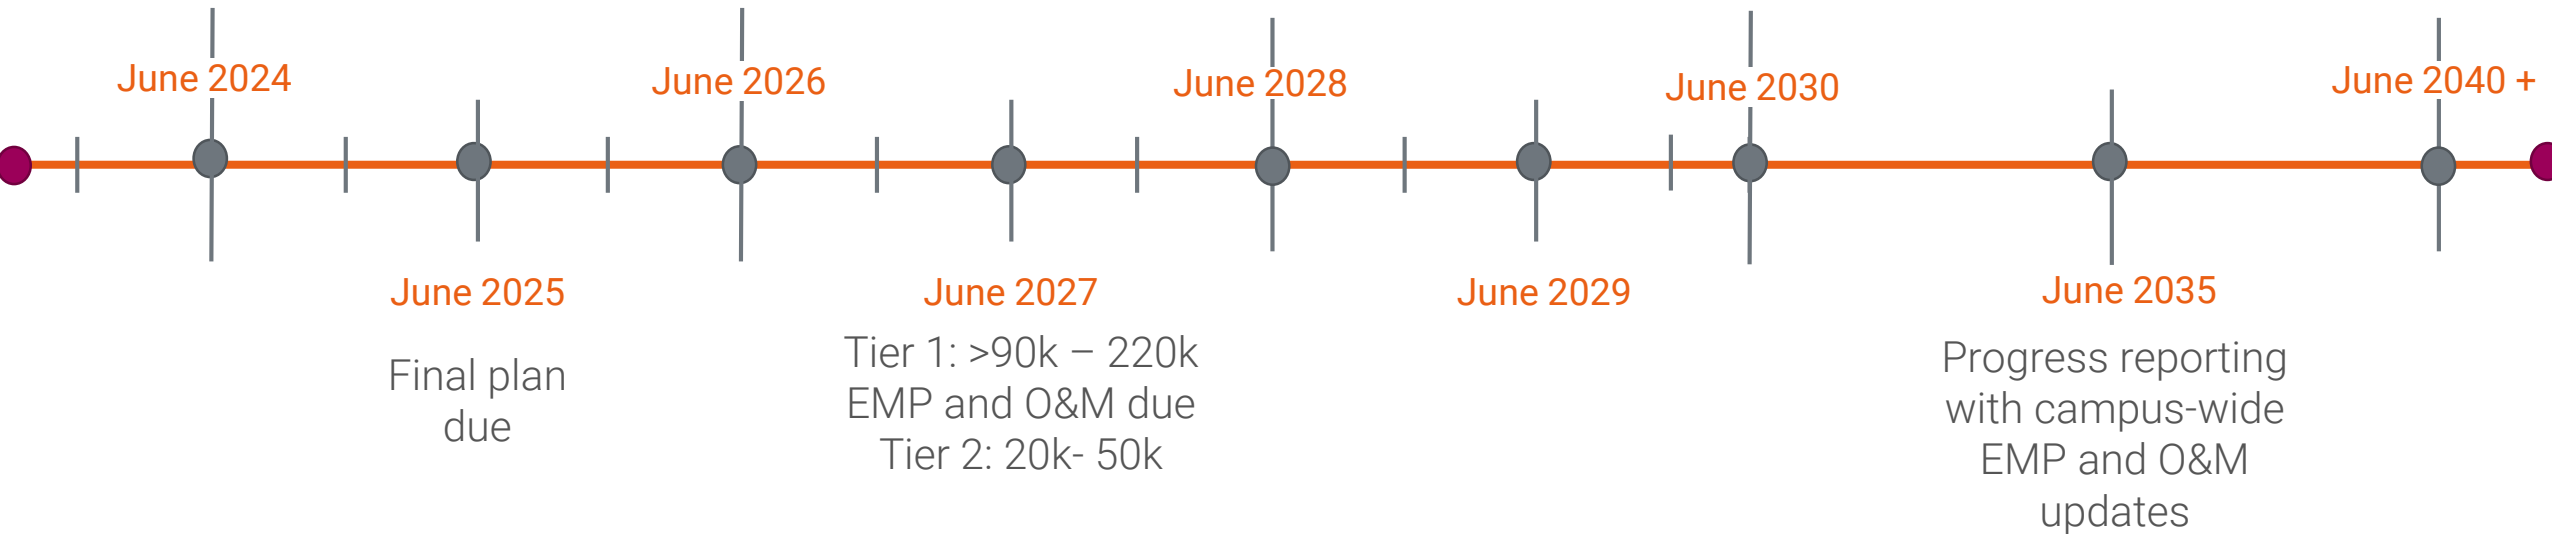 June 2024
June 2026
June 2028
June 2030
June 2040 +
June 2025
Final plan
due
June 2027
Tier 1: >90k – 220k
EMP and O&M due
Tier 2: 20k- 50k
June 2029
June 2035
Progress reporting
with campus-wide
EMP and O&M
updates